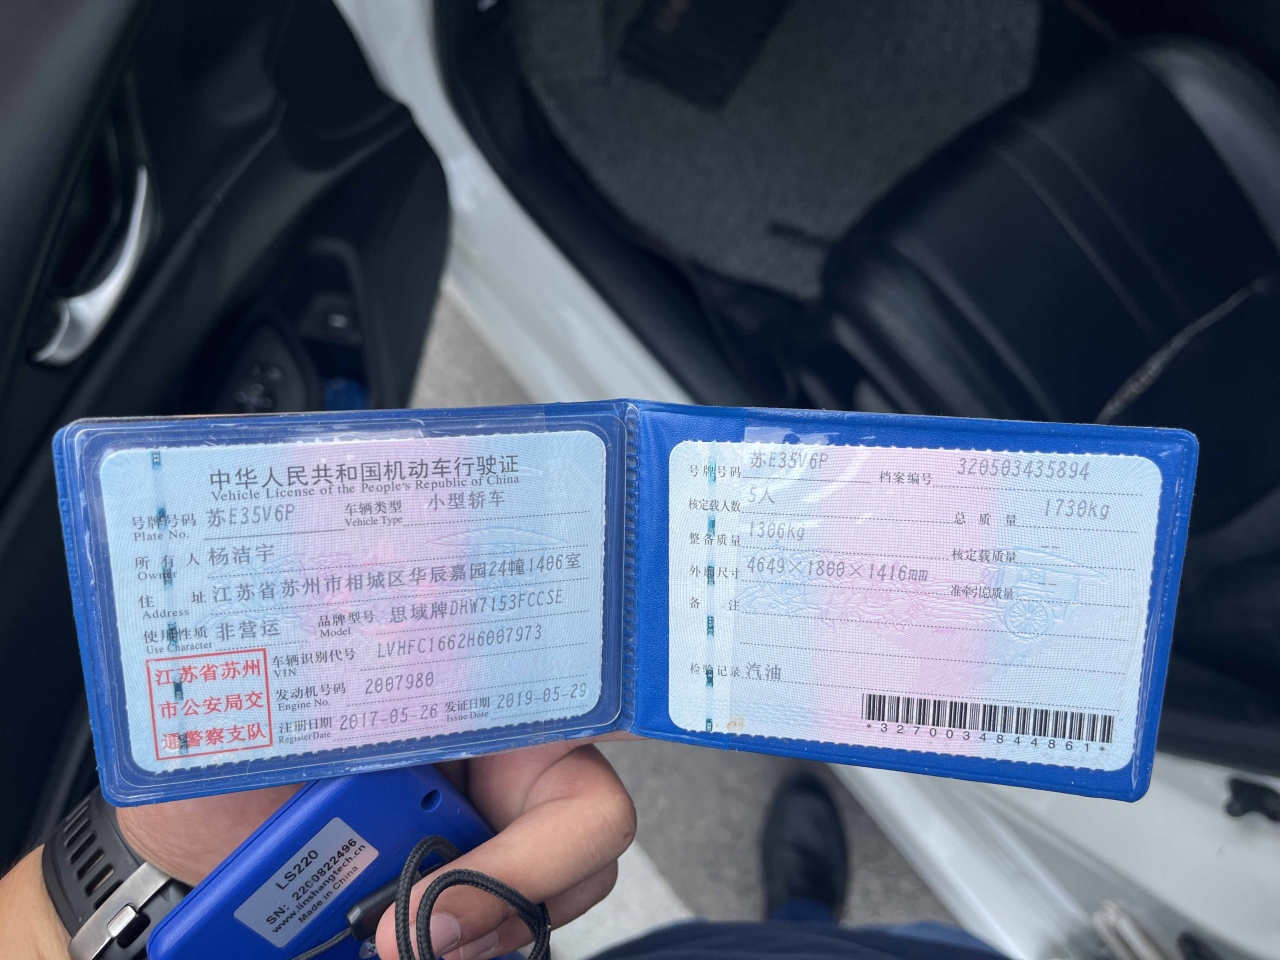 中华人民共和国机动车行驶证
Vehicle License of the People's Republic of China
号牌号码 苏E35V6P 车辆类型 小型轿车
Plate No. Vehicle Type
所有人 杨洁宇
Owner
住址 江苏省苏州市相城区华辰嘉园24幢1406室
Address
使用性质 非营运 品牌型号 思域牌DHW7153FCCSE
Use Character Model
江苏省苏州
市公安局交
通警察支队
车辆识别代号 LVHFC1662H6007973
VIN
发动机号码 2007980
Engine No.
注册日期 2017-05-26 发证日期 2019-05-29
Register Date Issue Date
号牌号码 苏E35V6P 档案编号 320503435894
核定载人数 5人 总质量 1730kg
整备质量 1306kg 核定载质量 --
外廓尺寸 4649×1800×1416mm 准牵引总质量 --
备注
检验记录 汽油
*3270034844861*
LS220
SN: 2200822496
www.linshangtech.cn
Made in China